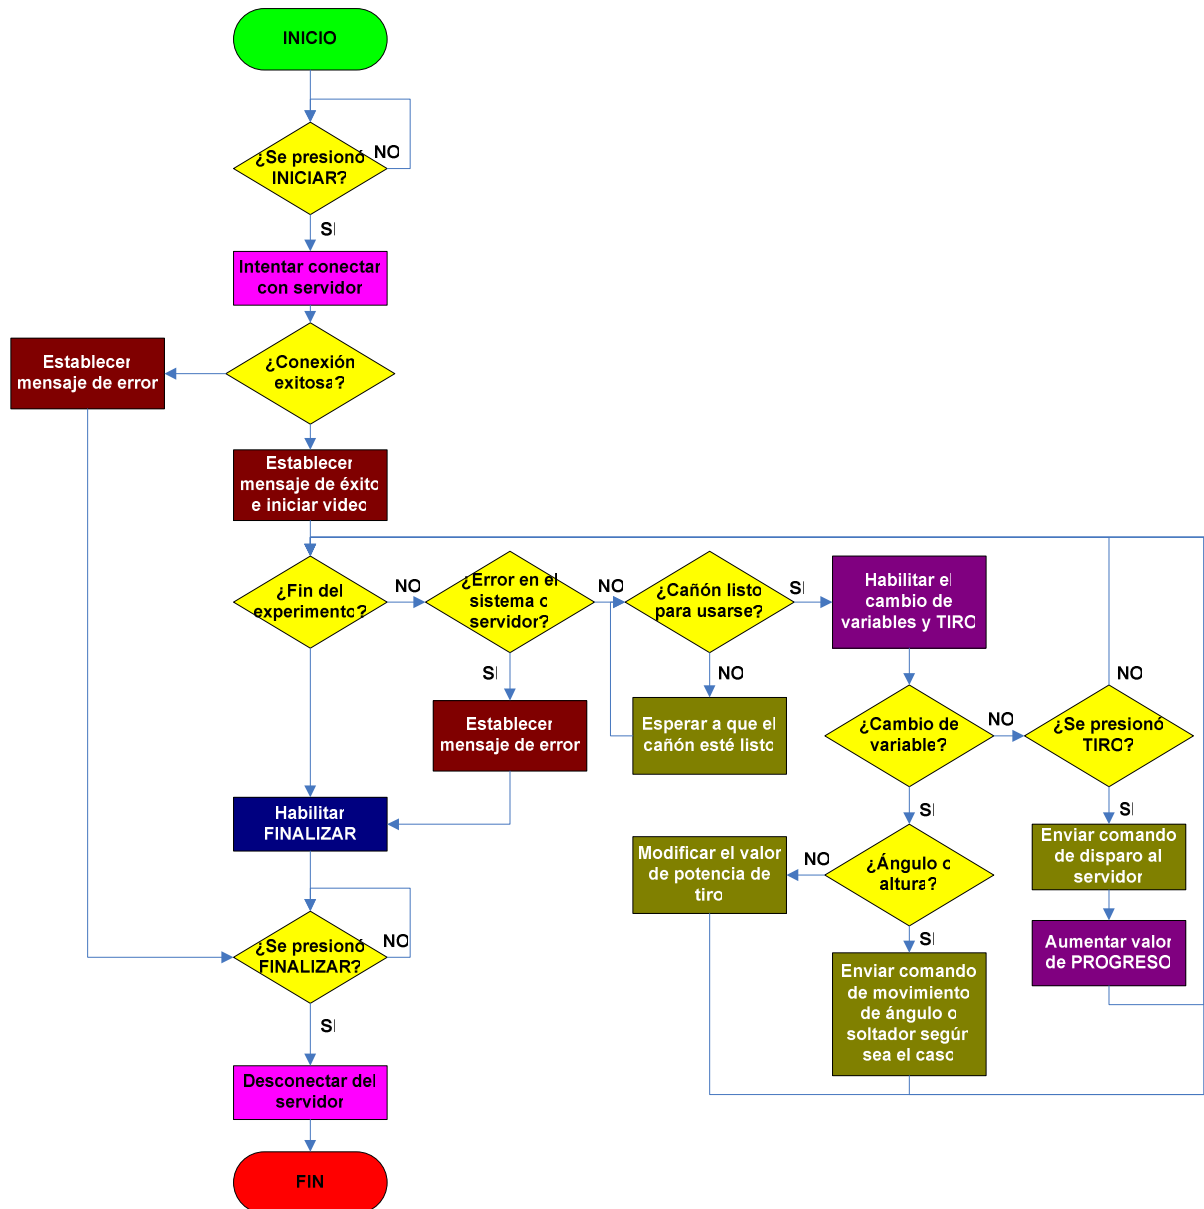 INICIO
¿Se presionó
INICIAR?
NO
SI
Intentar conectar
con servidor
¿Conexión
exitosa?
Establecer
mensaje de error
Establecer
mensaje de éxito
e iniciar video
¿Fin del
experimento?
NO
¿Error en el
sistema o
servidor?
NO
¿Cañón listo
para usarse?
SI
Habilitar el
cambio de
variables y TIRO
SI
NO
NO
Establecer
mensaje de error
Esperar a que el
cañón esté listo
¿Cambio de
variable?
NO
¿Se presionó
TIRO?
Habilitar
FINALIZAR
SI
SI
Modificar el valor
de potencia de
tiro
NO
¿Ángulo o
altura?
Enviar comando
de disparo al
servidor
¿Se presionó
FINALIZAR?
NO
SI
Aumentar valor
de PROGRESO
Enviar comando
de movimiento
de ángulo o
soltador según
sea el caso
SI
Desconectar del
servidor
FIN